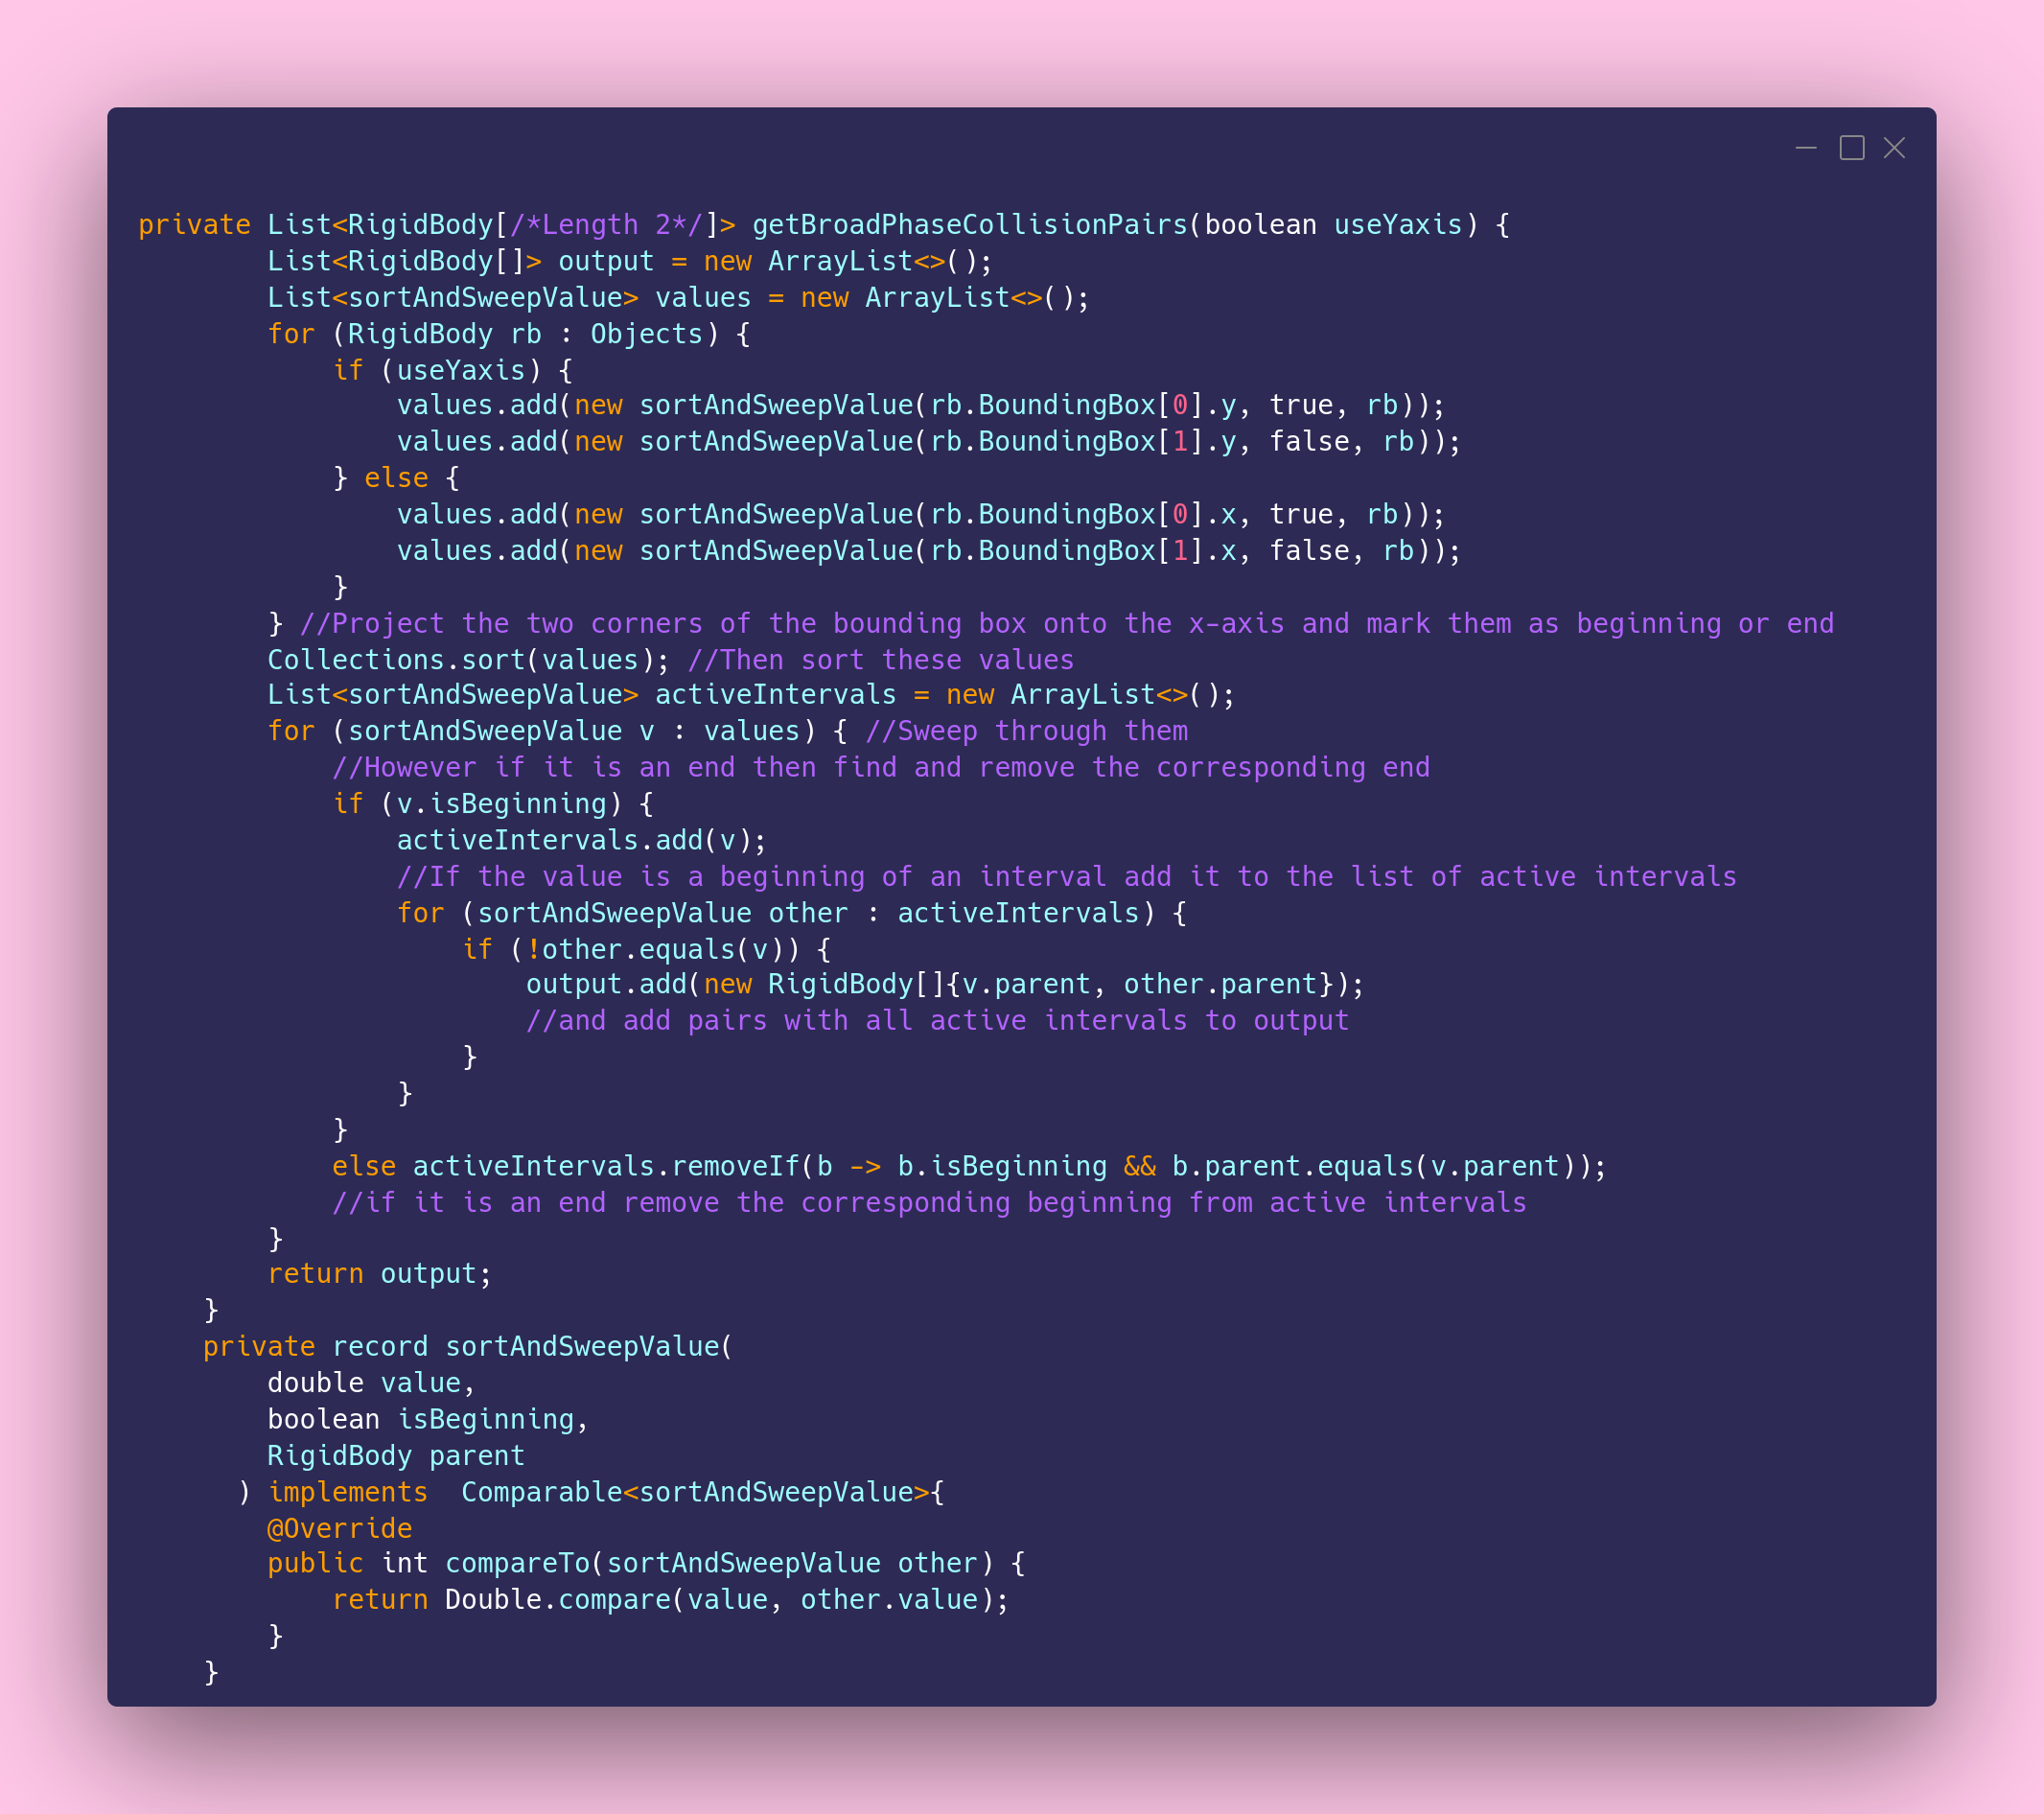 private List<RigidBody[/*Length 2*/]> getBroadPhaseCollisionPairs(boolean useYaxis) {
        List<RigidBody[]> output = new ArrayList<>();
        List<sortAndSweepValue> values = new ArrayList<>();
        for (RigidBody rb : Objects) {
            if (useYaxis) {
                values.add(new sortAndSweepValue(rb.BoundingBox[0].y, true, rb));
                values.add(new sortAndSweepValue(rb.BoundingBox[1].y, false, rb));
            } else {
                values.add(new sortAndSweepValue(rb.BoundingBox[0].x, true, rb));
                values.add(new sortAndSweepValue(rb.BoundingBox[1].x, false, rb));
            }
        } //Project the two corners of the bounding box onto the x-axis and mark them as beginning or end
        Collections.sort(values); //Then sort these values
        List<sortAndSweepValue> activeIntervals = new ArrayList<>();
        for (sortAndSweepValue v : values) { //Sweep through them
            //However if it is an end then find and remove the corresponding end
            if (v.isBeginning) {
                activeIntervals.add(v);
                //If the value is a beginning of an interval add it to the list of active intervals
                for (sortAndSweepValue other : activeIntervals) {
                    if (!other.equals(v)) {
                        output.add(new RigidBody[]{v.parent, other.parent});
                        //and add pairs with all active intervals to output
                    }
                }
            }
            else activeIntervals.removeIf(b -> b.isBeginning && b.parent.equals(v.parent));
            //if it is an end remove the corresponding beginning from active intervals
        }
        return output;
    }
    private record sortAndSweepValue(
        double value,
        boolean isBeginning,
        RigidBody parent
      ) implements  Comparable<sortAndSweepValue>{
        @Override
        public int compareTo(sortAndSweepValue other) {
            return Double.compare(value, other.value);
        }
    }